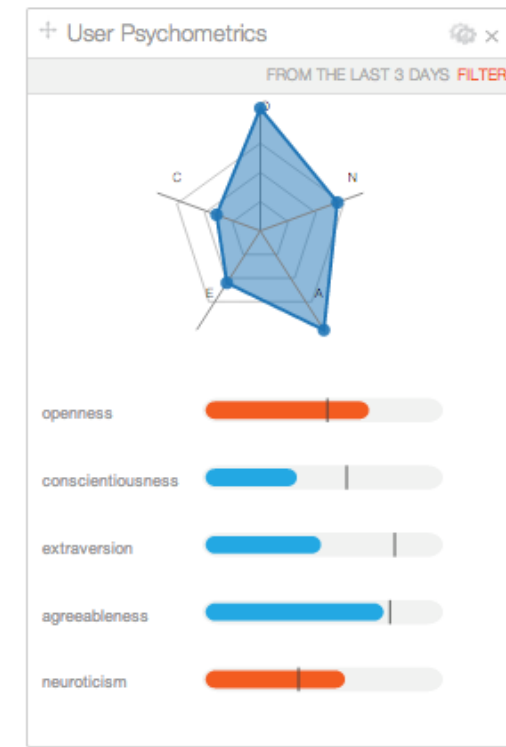 User Psychometrics
FROM THE LAST 3 DAYS FILTER
O
C
N
E
A
openness
conscientiousness
extraversion
agreeableness
neuroticism